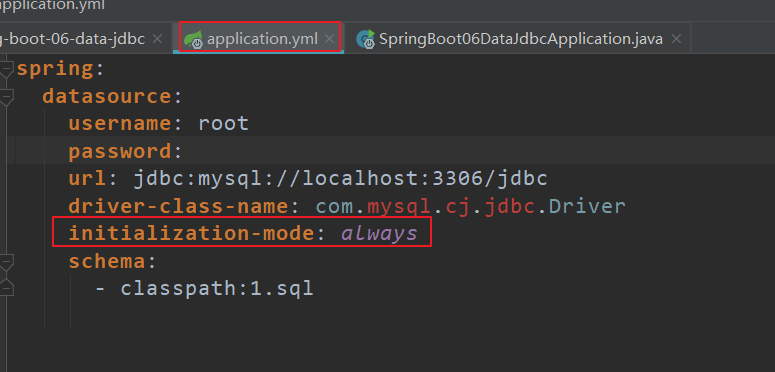 application.yml
g-boot-06-data-jdbc × application.yml × SpringBoot06DataJdbcApplication.java ×
spring:
datasource:
username: root
password:
url: jdbc:mysql://localhost:3306/jdbc
driver-class-name: com.mysql.cj.jdbc.Driver
initialization-mode: always
schema:
- classpath:1.sql